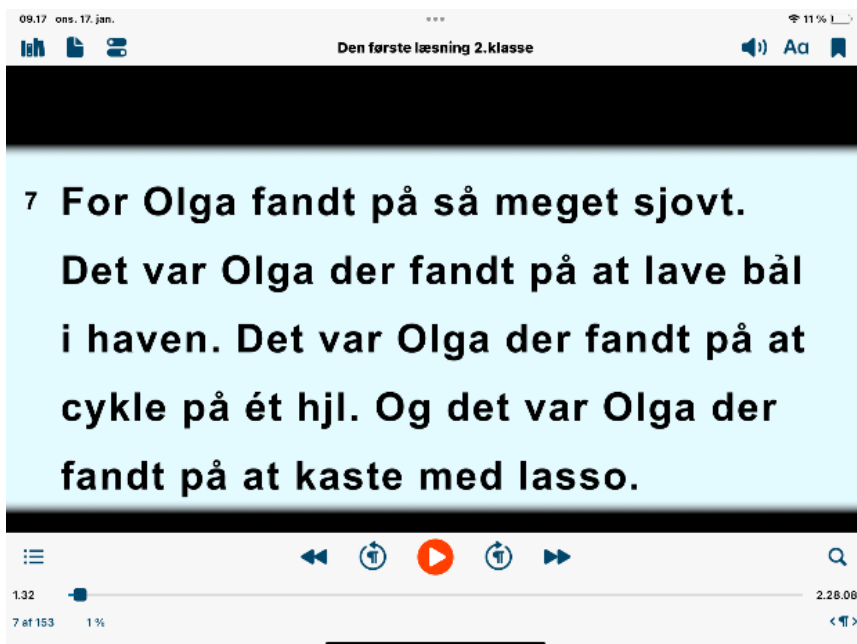 09.17 ons. 17. jan.
11 %
Den første læsning 2.klasse
Aa
7 For Olga fandt på så meget sjovt.
Det var Olga der fandt på at lave bål
i haven. Det var Olga der fandt på at
cykle på ét hjl. Og det var Olga der
fandt på at kaste med lasso.
1.32
2.28.08
7 af 153 1 %